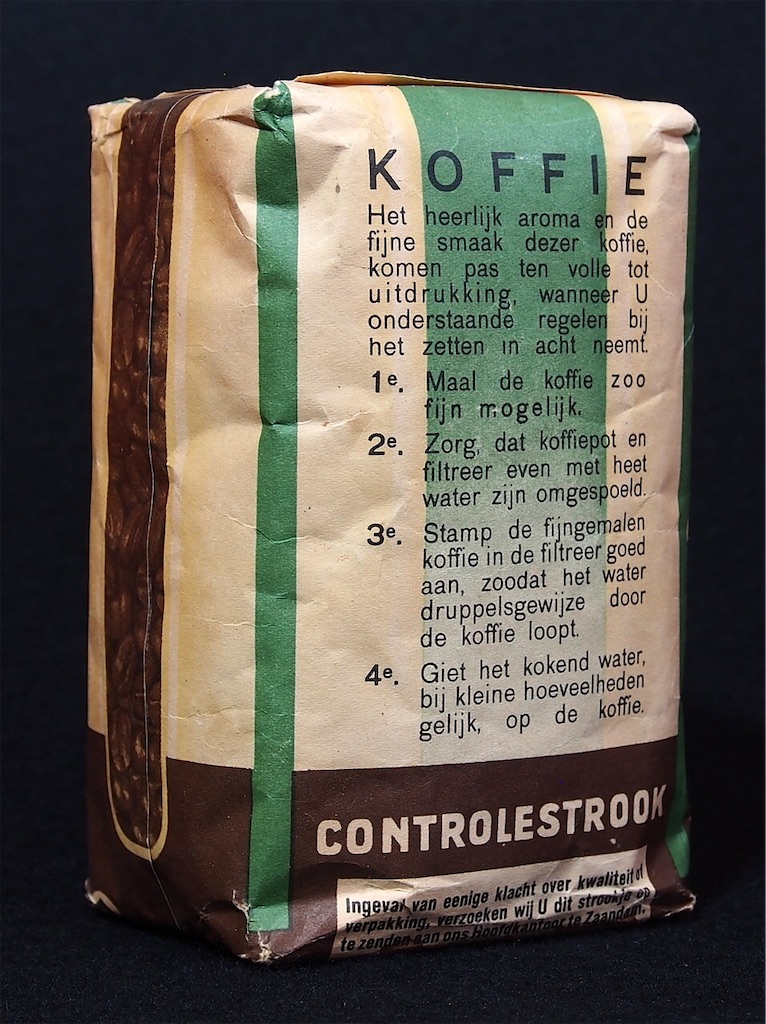 KOFFIE
Het heerlijk aroma en de
fijne smaak dezer koffie,
komen pas ten volle tot
uitdrukking, wanneer U
onderstaande regelen bij
het zetten in acht neemt.
1e. Maal de koffie zoo
fijn mogelijk.
2e. Zorg, dat koffiepot en
filtreer even met heet
water zijn omgespoeld.
3e. Stamp de fijngemalen
koffie in de filtreer goed
aan, zoodat het water
druppelsgewijze door
de koffie loopt.
4e. Giet het kokend water,
bij kleine hoeveelheden
gelijk, op de koffie.
CONTROLESTROOK
Ingeval van eenige klacht over kwaliteit of
verpakking, verzoeken wij U dit strookje op
te zenden aan ons Hoofdkantoor te Zaandam.